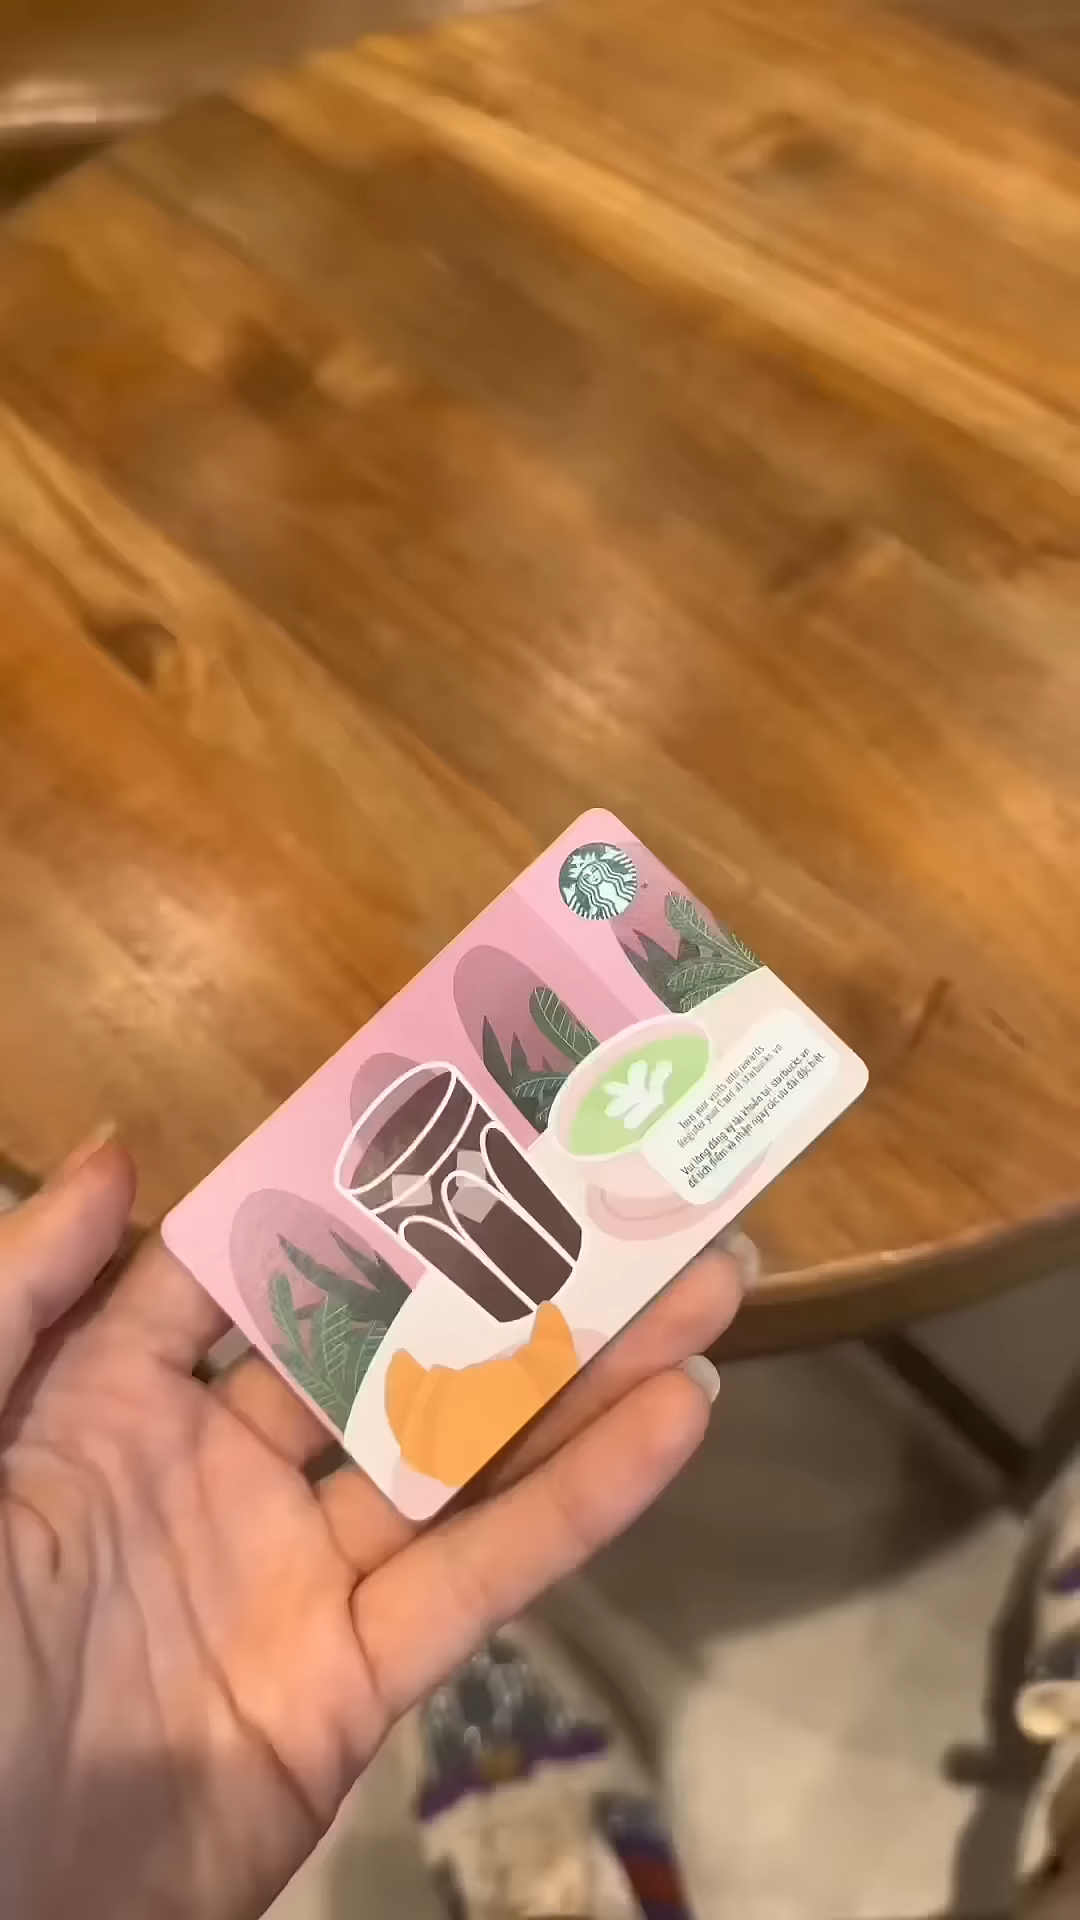 Turn your visits into rewards
Register your Card at starbucks.vn
Vui lòng đăng ký tài khoản tại starbucks.vn
để tích điểm và nhận ngay các ưu đãi đặc biệt